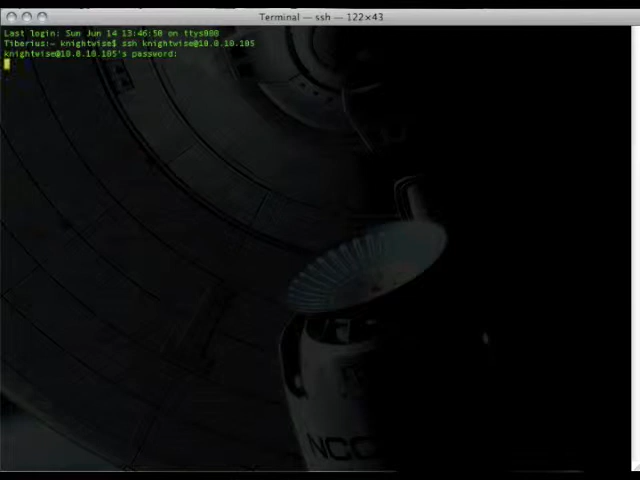 Terminal — ssh — 122×43
Last login: Sun Jun 14 13:46:50 on ttys000
Tiberius:~ knightwise$ ssh knightwise@10.0.10.105
knightwise@10.0.10.105's password:
NCC